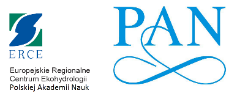 ERCE
Europejskie Regionalne
Centrum Ekohydrologii
Polskiej Akademii Nauk
PAN